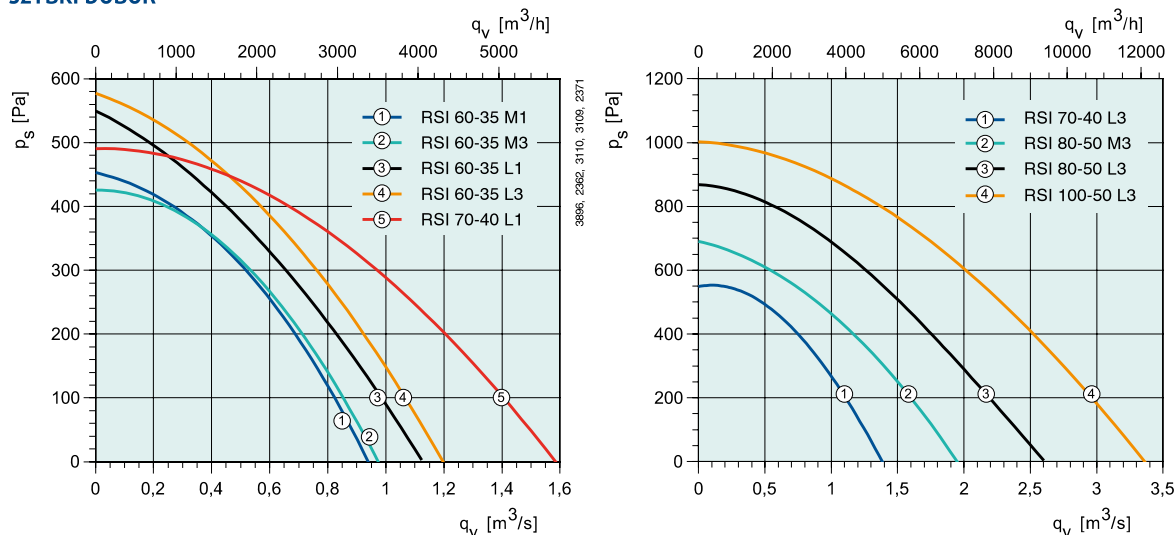 SZYBKI DOBÓR
q_v [m³/h]
0 1000 2000 3000 4000 5000
600
500
400
300
200
100
0
p_s [Pa]
1 RSI 60-35 M1
2 RSI 60-35 M3
3 RSI 60-35 L1
4 RSI 60-35 L3
5 RSI 70-40 L1
1
2
3
4
5
0 0,2 0,4 0,6 0,8 1 1,2 1,4 1,6
q_v [m³/s]
3896, 2362, 3110, 3109, 2371
q_v [m³/h]
0 2000 4000 6000 8000 10000 12000
1200
1000
800
600
400
200
0
p_s [Pa]
1 RSI 70-40 L3
2 RSI 80-50 M3
3 RSI 80-50 L3
4 RSI 100-50 L3
1
2
3
4
0 0,5 1 1,5 2 2,5 3 3,5
q_v [m³/s]